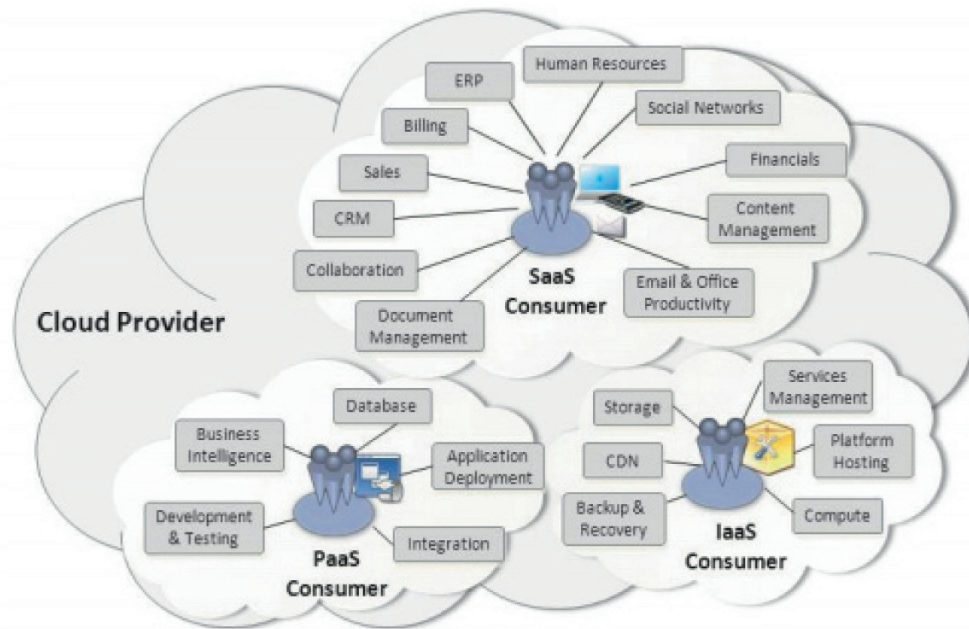 Human Resources
ERP
Social Networks
Billing
Financials
Sales
Content
Management
CRM
Collaboration
SaaS
Consumer
Email & Office
Productivity
Document
Management
Cloud Provider
Database
Business
Intelligence
Application
Deployment
Development
& Testing
Integration
PaaS
Consumer
Services
Management
Storage
Platform
Hosting
CDN
Backup &
Recovery
Compute
IaaS
Consumer